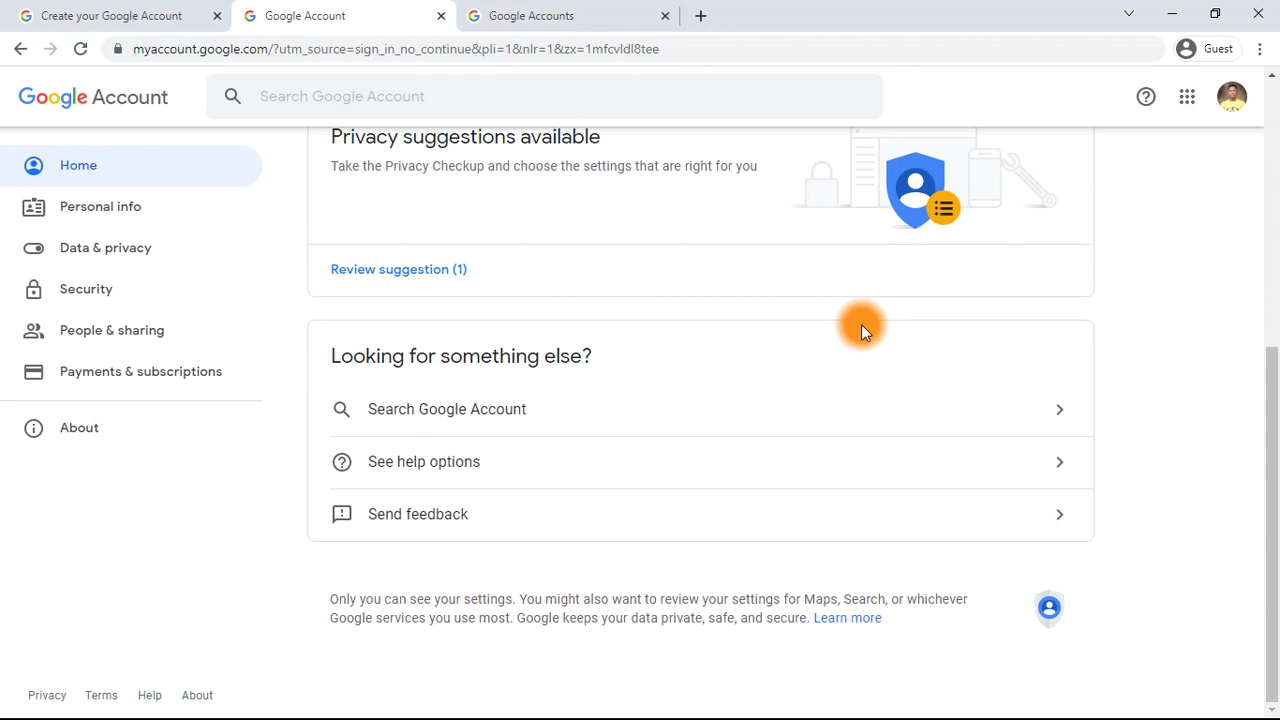 Create your Google Account
Google Account
Google Accounts
myaccount.google.com/?utm_source=sign_in_no_continue&pli=1&nlr=1&zx=1mfcvldl8tee
Guest
Google Account
Search Google Account
Home
Personal info
Data & privacy
Security
People & sharing
Payments & subscriptions
About
Privacy suggestions available
Take the Privacy Checkup and choose the settings that are right for you
Review suggestion (1)
Looking for something else?
Search Google Account
See help options
Send feedback
Only you can see your settings. You might also want to review your settings for Maps, Search, or whichever
Google services you use most. Google keeps your data private, safe, and secure. Learn more
Privacy Terms Help About